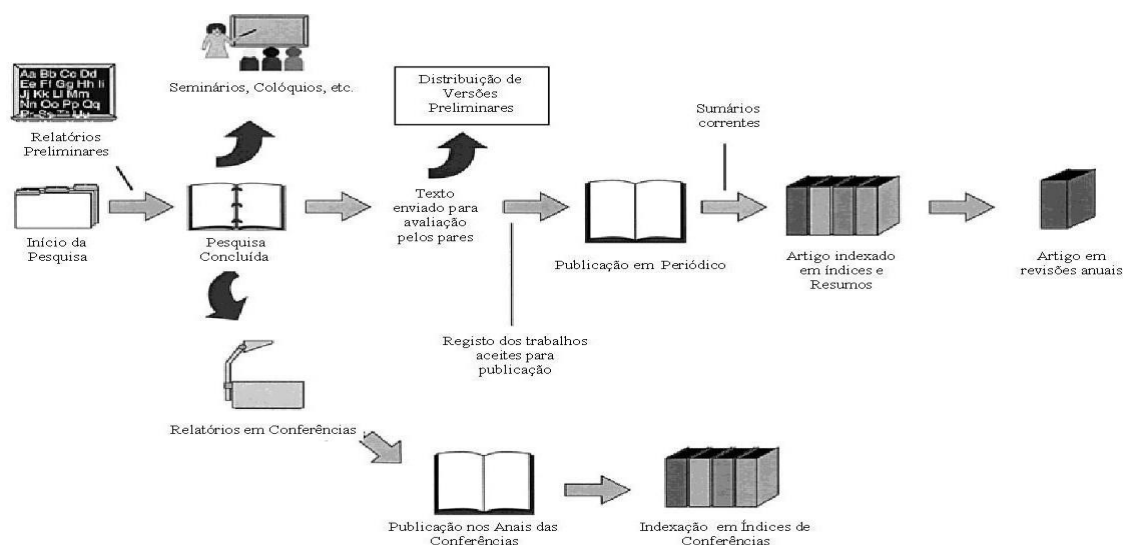 Aa Bb Cc Dd
Ee Ff Gg Hh Ii
Jj Kk Ll Mm
Nn Oo Pp Qq
Seminários, Colóquios, etc.
Distribuição de
Versões
Preliminares
Relatórios
Preliminares
Sumários
correntes
Início da
Pesquisa
Pesquisa
Concluída
Texto
enviado para
avaliação
pelos pares
Publicação em Periódico
Artigo indexado
em índices e
Resumos
Artigo em
revisões anuais
Registo dos trabalhos
aceites para
publicação
Relatórios em Conferências
Publicação nos Anais das
Conferências
Indexação em Índices de
Conferências